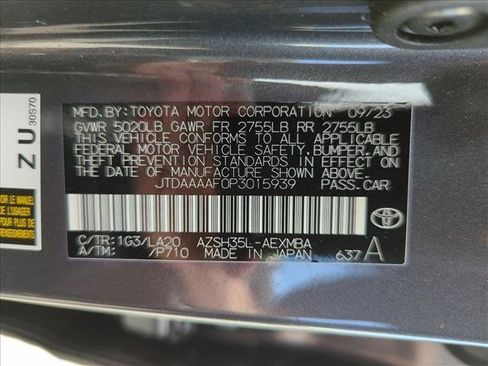 MFD. BY: TOYOTA MOTOR CORPORATION 09/23
GVWR 5020LB GAWR FR 2755LB RR 2755LB
THIS VEHICLE CONFORMS TO ALL APPLICABLE
FEDERAL MOTOR VEHICLE SAFETY, BUMPER, AND
THEFT PREVENTION STANDARDS IN EFFECT ON
THE DATE OF MANUFACTURE SHOWN ABOVE.
JTDAAAAF0P3015939 PASS.CAR
C/TR:1G3/LA20 AZSH35L-AEXMBA
A/TM: /P710 MADE IN JAPAN 637 A
Z U
30S70